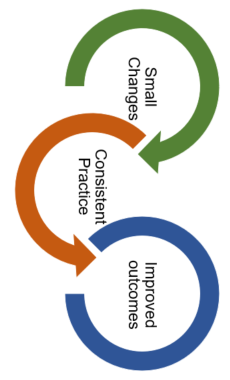 Small
Changes
Consistent
Practice
Improved
outcomes